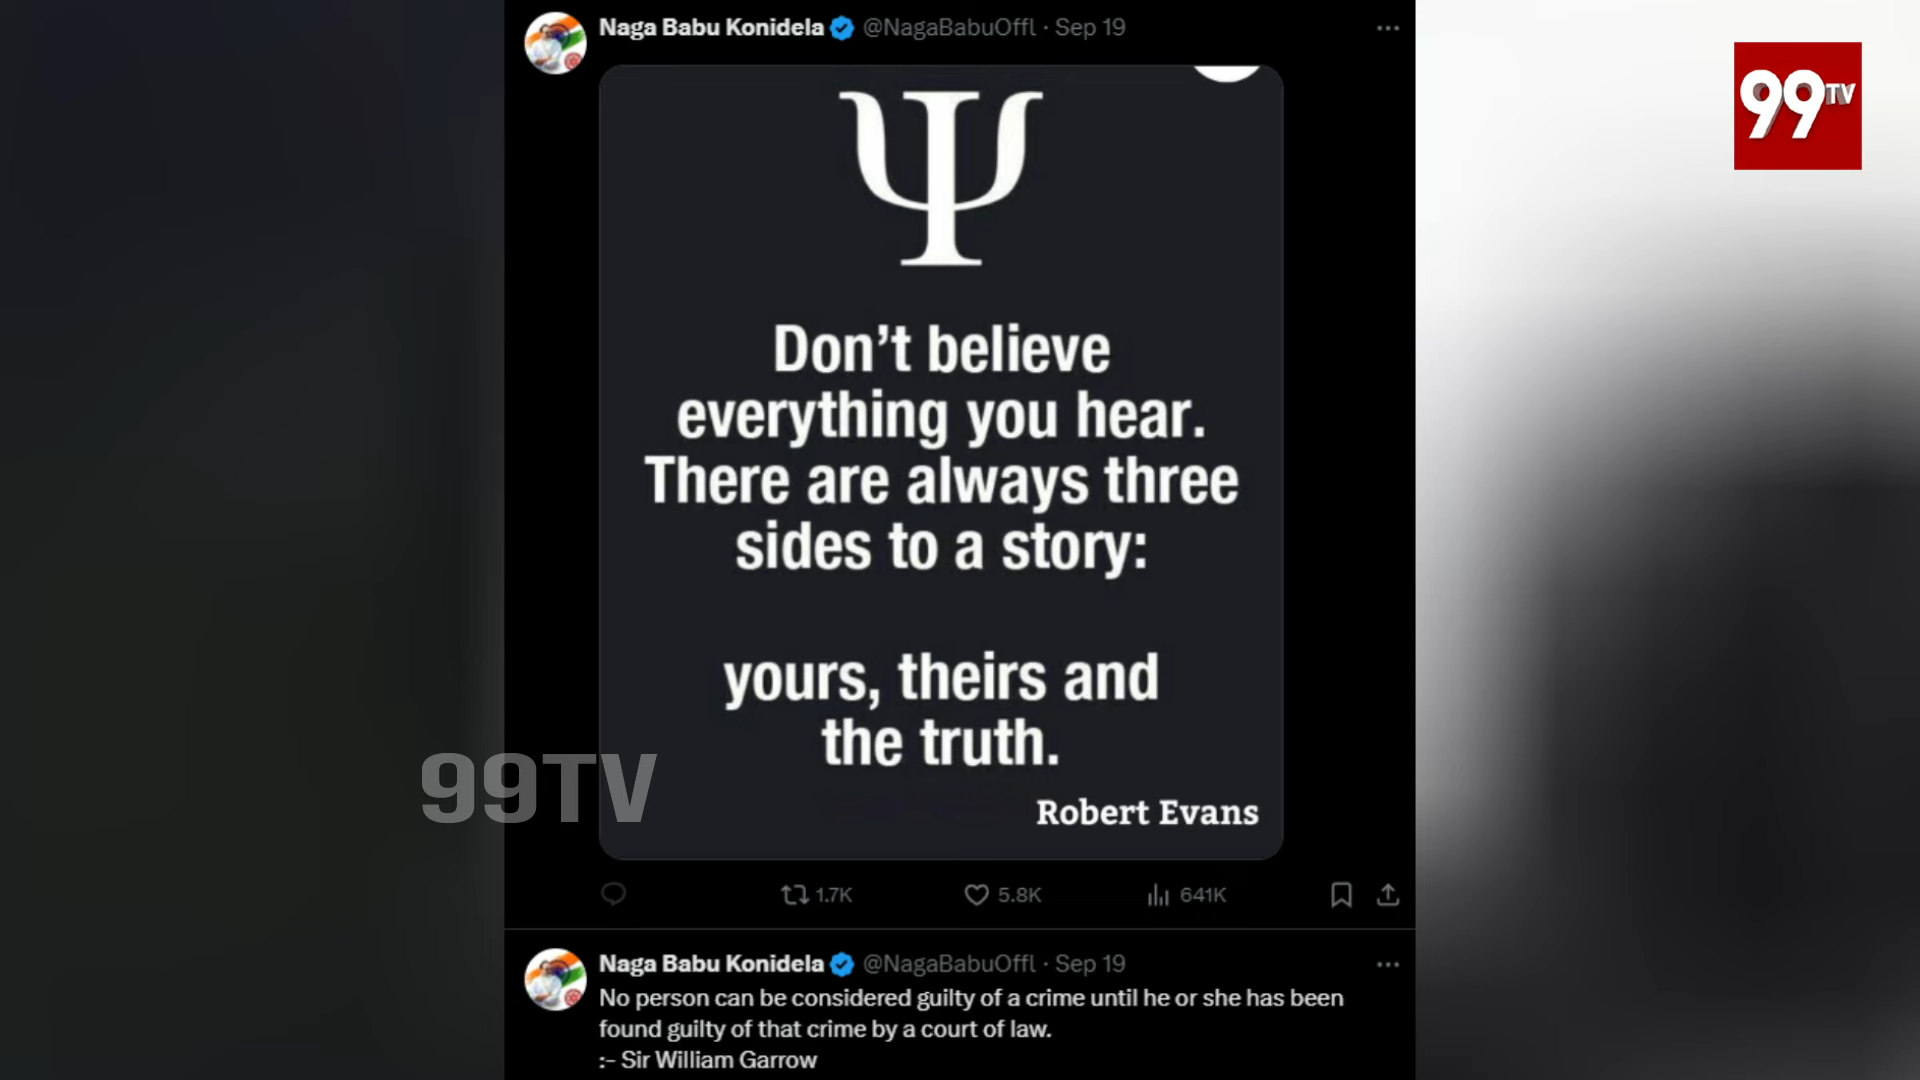 Naga Babu Konidela @NagaBabuOffl · Sep 19
99TV
Ψ
Don't believe
everything you hear.
There are always three
sides to a story:
yours, theirs and
the truth.
99TV
Robert Evans
1.7K 5.8K 641K
Naga Babu Konidela @NagaBabuOffl · Sep 19
No person can be considered guilty of a crime until he or she has been
found guilty of that crime by a court of law.
:- Sir William Garrow